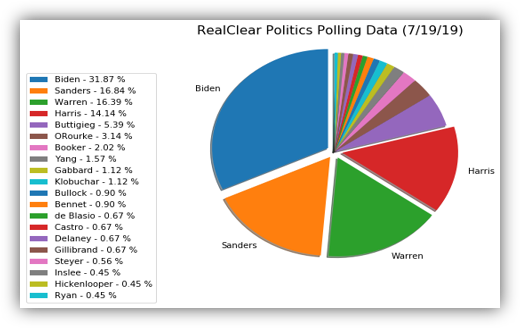 RealClear Politics Polling Data (7/19/19)
Biden - 31.87 %
Sanders - 16.84 %
Warren - 16.39 %
Harris - 14.14 %
Buttigieg - 5.39 %
ORourke - 3.14 %
Booker - 2.02 %
Yang - 1.57 %
Gabbard - 1.12 %
Klobuchar - 1.12 %
Bullock - 0.90 %
Bennet - 0.90 %
de Blasio - 0.67 %
Castro - 0.67 %
Delaney - 0.67 %
Gillibrand - 0.67 %
Steyer - 0.56 %
Inslee - 0.45 %
Hickenlooper - 0.45 %
Ryan - 0.45 %
Biden
Harris
Sanders
Warren